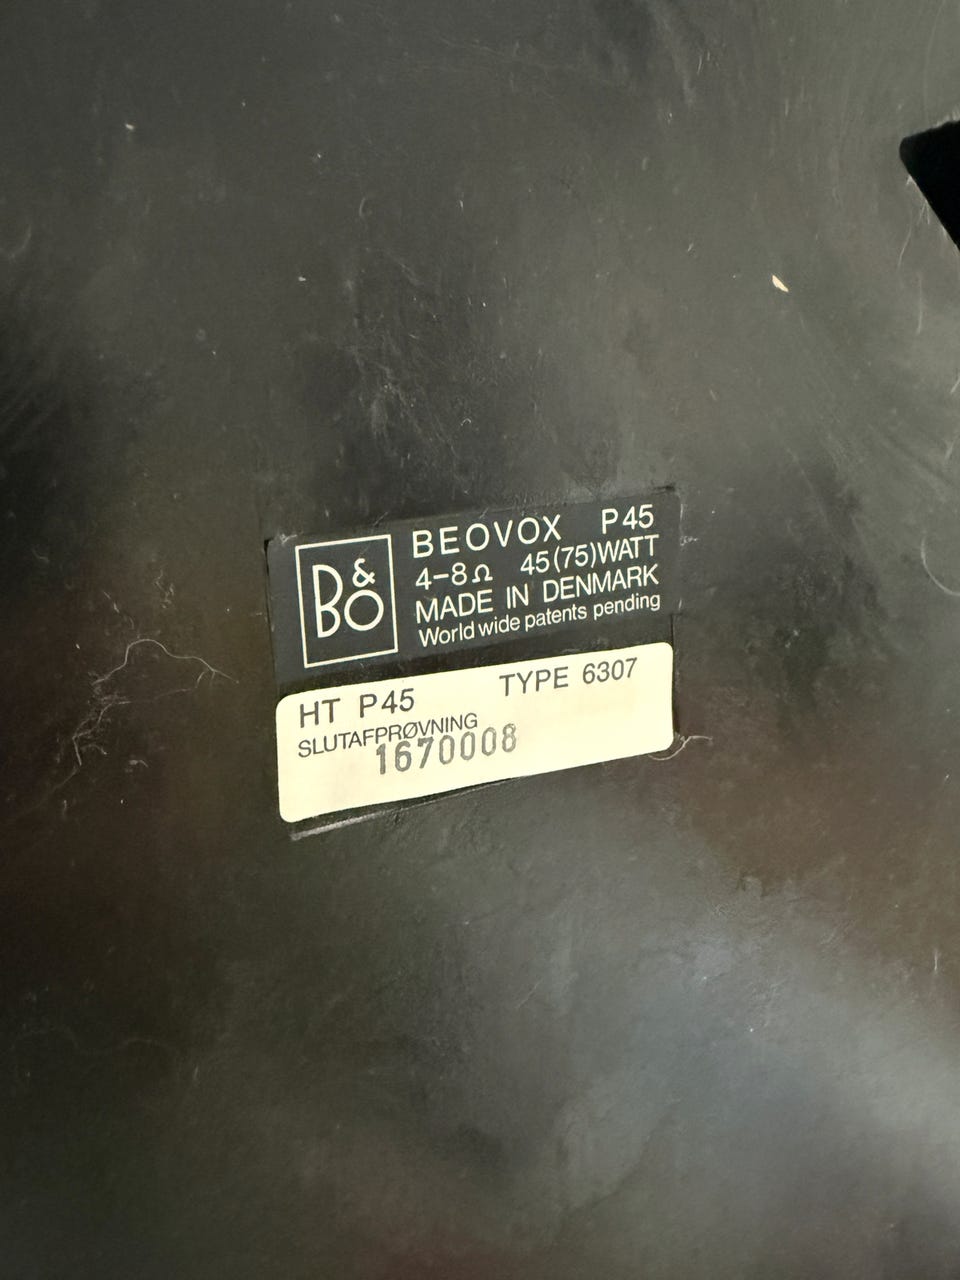 B&O
BEOVOX P45
4-8Ω 45(75)WATT
MADE IN DENMARK
World wide patents pending
HT P45 TYPE 6307
SLUTAFPRØVNING
1670008